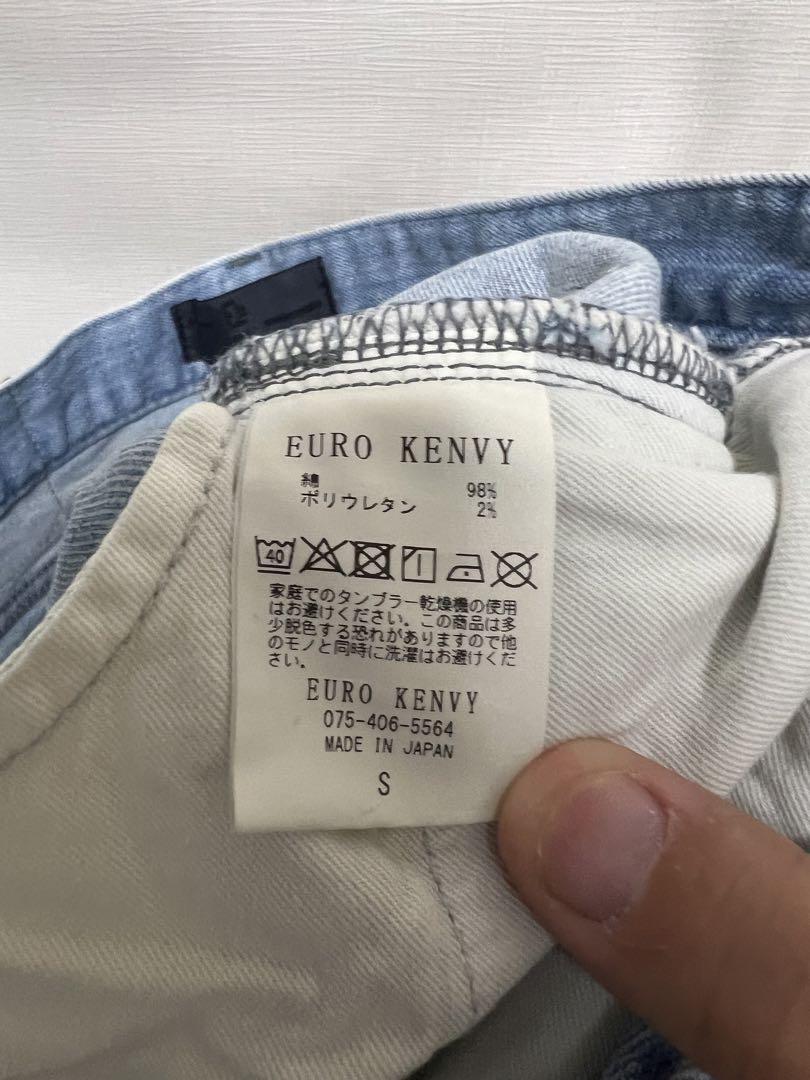 EURO KENVY
綿 98%
ポリウレタン 2%
40
家庭でのタンブラー乾燥機の使用
はお避けください。この商品は多
少脱色する恐れがありますので他
のモノと同時に洗濯はお避けくだ
さい。
EURO KENVY
075-406-5564
MADE IN JAPAN
S